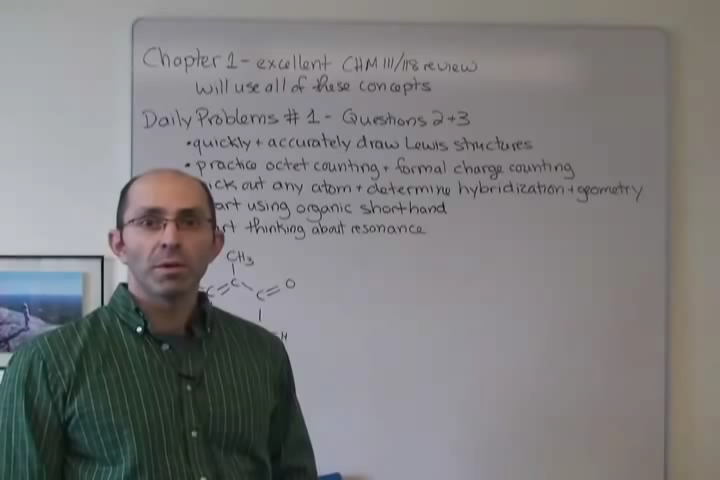 Chapter 1 - excellent CHM 111/118 review
will use all of these concepts
Daily Problems # 1 - Questions 2+3
• quickly + accurately draw Lewis structures
• practice octet counting + formal charge counting
ick out any atom + determine hybridization + geometry
art using organic shorthand
rt thinking about resonance
CH3
C = C C = O
H